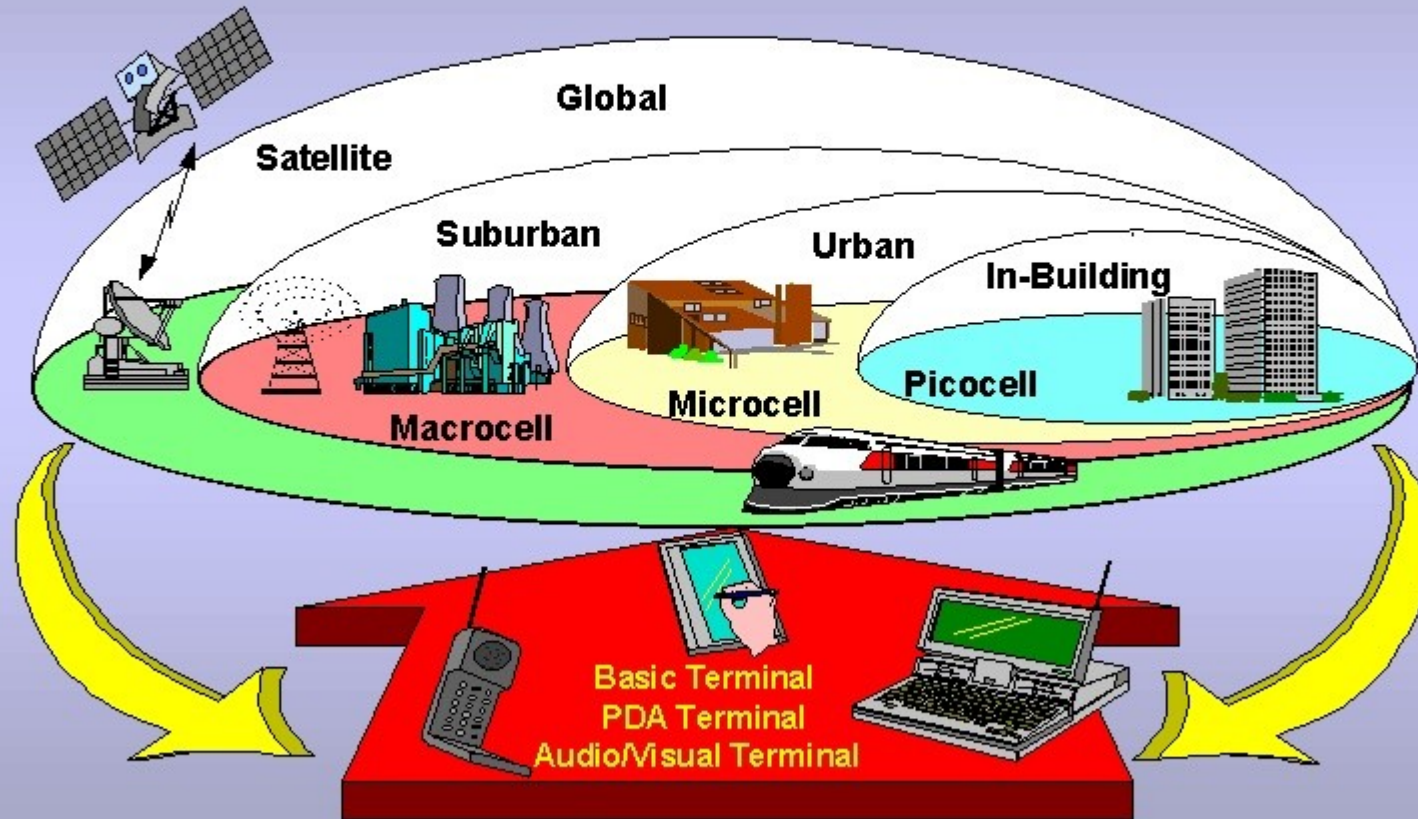 Global
Satellite
Suburban
Urban
In-Building
Macrocell
Microcell
Picocell
Basic Terminal
PDA Terminal
Audio/Visual Terminal